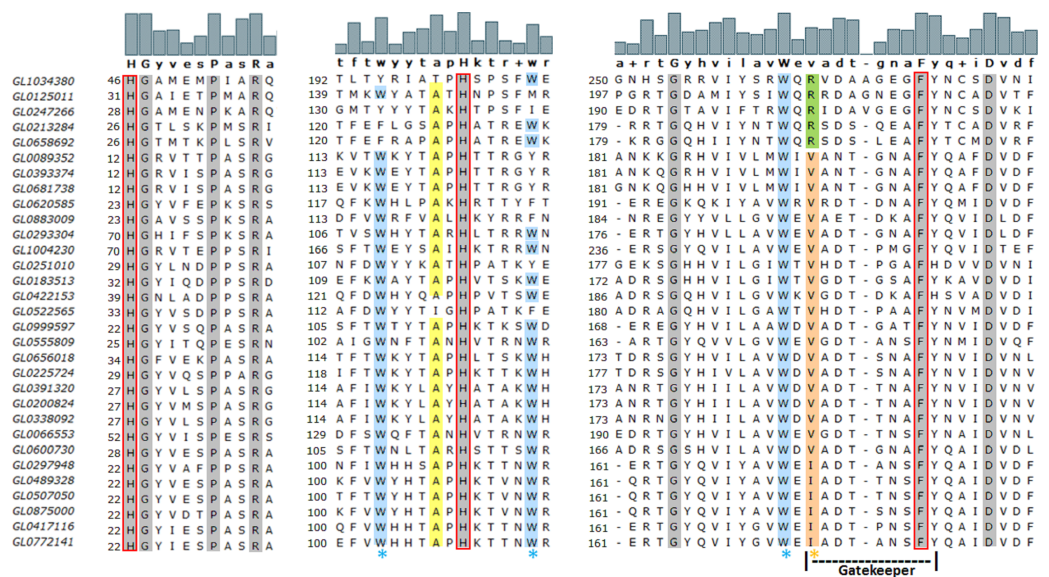 H G y v e s P a s R a t f t w y y t a p H k t r + w r a + r t G y h v i l a v W e v a d t - g n a F y q + i D v d f
GL1034380 46 H G A M E M P I A R Q 192 T L T Y R I A T P H S P S F W E 250 G N H S G R R V I L Y S R W Q R V D A A G N E G F Y N C S D V N I
GL0125011 31 H G A I E T P M A R Q 139 T M K W Y A T A T H N P S F M R 197 P G R T G D A M I Y S I W Q R R D A G N E G F Y N C A D V T F
GL0247266 28 H G A M E N P K A R Q 130 G M T Y Y Y T A T H K T P S F I E 190 E D R T G T A V I F T R W Q R I D A V G E G F Y N C S D V K I
GL0213284 26 H G T L S K P M S R I 120 T F E F L G S A P H A T R E W K 179 - K R T G Q H V I Y N T W Q R S D S - Q E A F Y T C A D V R F
GL0658692 26 H G T M T K P L S R V 120 T F E F R A P A P H A T R E W K 179 - K R G G Q H I I Y N T W Q R S D S - L E A F Y T C M D V R F
GL0089352 12 H G R V T T P A S R G 113 K V T W K Y T A P H T T R G Y R 181 A N K K G R H V I V L M W I V A N T - G N A F Y Q A F D V D F
GL0394374 12 H G R V I S P A S R G 113 E V K W E Y T A P H T T R G Y R 181 A N K Q G R H V I V L M W I V A N T - G N A F Y Q A F D V D F
GL0681738 12 H G R V I S P A S R G 113 E V K W E Y T A P H T T R G Y R 181 G N K Q G H H V I V L M W I V A N T - G N A F Y Q A F D V D F
GL0620585 23 H G Y V F E P K S R S 117 Q F K W H L P A K H R T T Y F T 191 - E R G K Q K I Y A V W R V A D T - G N A F Y Q V I D V D F
GL0883009 23 H G A V S S P K S R A 113 D F V W R F V A L H K Y R R F N 184 - N R E G Y Y V L L G V W E V A E T - D K A F Y Q M I D L D F
GL0293304 70 H G H I F S P K S R A 106 T V S W H Y T A R H L T R R W N 176 - E R T G Y H V I L G V W D V A D T - G N A F Y Q V I D V D F
GL1004230 70 H G R V T E P P S R I 166 S F T W E Y S A I H K T R R W N 236 - E R S G Y Q V I L A V W E V A D T - P M G F Y Q V I D T E F
GL0251010 29 H G Y L N D P P S R A 107 N F D W Y Y K A T H P A T K Y E 177 G E K S G H H V I L G I W T V H D T - P G A F H D V V D V N I
GL0183513 32 H G Y I Q D P P S R D 109 E F K W Y A T A P H K T S W E 172 A D R T G Y H V I L G I W E V G D T - G N A F Y N V I D V D I
GL0422153 39 H G N L A D P P S R A 121 Q F D W H Y Q A P H P V T S W E 186 A D R T G Y H V I L G V W K V G D T - D K A F H S V A D V D I
GL0522565 33 H G Y V S D P P S R A 112 A F D W Y Y T I G H P A T K F E 180 A D R A G Q Y V I L G V W T V H D T - P A A F Y N V M D V D I
GL0999597 22 H G Y V S Q P A S R A 105 S F T W T Y T A P H K T K S W D 168 - E R E G Y H V I L A V W D V A D T - G A T F Y N V I D V N L
GL0555809 25 H G Y I T Q P E S R N 102 A I G W N F T A N H V T R N W D 163 - A R T G Y H V I L G V W E V A D T - S N S F Y N M I D Q F
GL0656018 34 H G F V E K P A S R A 114 T F T W K Y T A P H L T S K W H 173 T D R S G Y H V I L A V W D V A D T - S N A F Y N V I D V N L
GL0225724 29 H G Y V Q S P P A R G 118 I F T W K Y T A P H K T T K W H 177 T D R S G Y H I V L A V W D V A D T - S N A F Y N V I D V N V
GL0391320 27 H G Y V L S P A S R A 114 A F I W K Y L A Y H A T A K W H 173 A N R T G Y H I I L A V W D V A D T - T N A F Y N V I D V N V
GL0200824 27 H G Y V M S P A S R Q 114 A F I W K Y L A Y H A T A K W H 173 A N R T G Y H V I L A V W D V A D T - T N A F Y N V I D V N V
GL0338092 27 H G Y V L S P A S R Q 114 A F I W K Y L A Y H A T A K W H 173 A N R N G Y H I I L A V W D V A D T - T N A F Y N V I D V N V
GL0066553 52 H G Y V I S P E S R S 129 D F S W Q F T A N H V T R N W R 190 E D R T G Y H V I L A V W E V G D T - T N S F Y N A I D V N L
GL0600730 28 H G Y V E S P A S R A 105 S F T W N L T A R H S T T S W R 166 A D R S G Y H V I L A V W D V A D T - S N A F Y Q V I D V D L
GL0297948 22 H G Y V A F P P S R A 100 N F I W H H S A P H K T T N W R 161 - E R T G Y Q V I Y A V W E I A D T - A N S F Y Q A I D V D F
GL0489328 22 H G Y V E S P A S R A 100 K F V W H Y T A P H K T V N W R 161 - Q R T G Y Q V I Y A V W E I A D T - A N S F Y Q A I D V D F
GL0507050 22 H G Y V E S P A S R A 100 T F T W Y H T A P H K T V N W R 161 - Q R T G Y Q V I Y A V W E I A D T - A N S F Y Q A I D V D F
GL0875000 22 H G Y V D T P A S R A 100 K F V W Y H T A P H K T T N W R 161 - Q R T G Y Q V I Y A V W E I A D T - A N S F Y Q A I D V D F
GL0417116 22 H G Y I E S P A S R A 100 Q F V W H H T A P H K T T N W R 161 - E R T G Y Q V I Y G V W E I A D T - P N S F Y Q A I D V D F
GL0772141 22 H G Y I E S P A S R A 100 E F V W H H T A P H K T T N W R 161 - E R T G Y Q V I Y A V W E I A D T - A N S F Y Q A I D V D F
* * * *
Gatekeeper